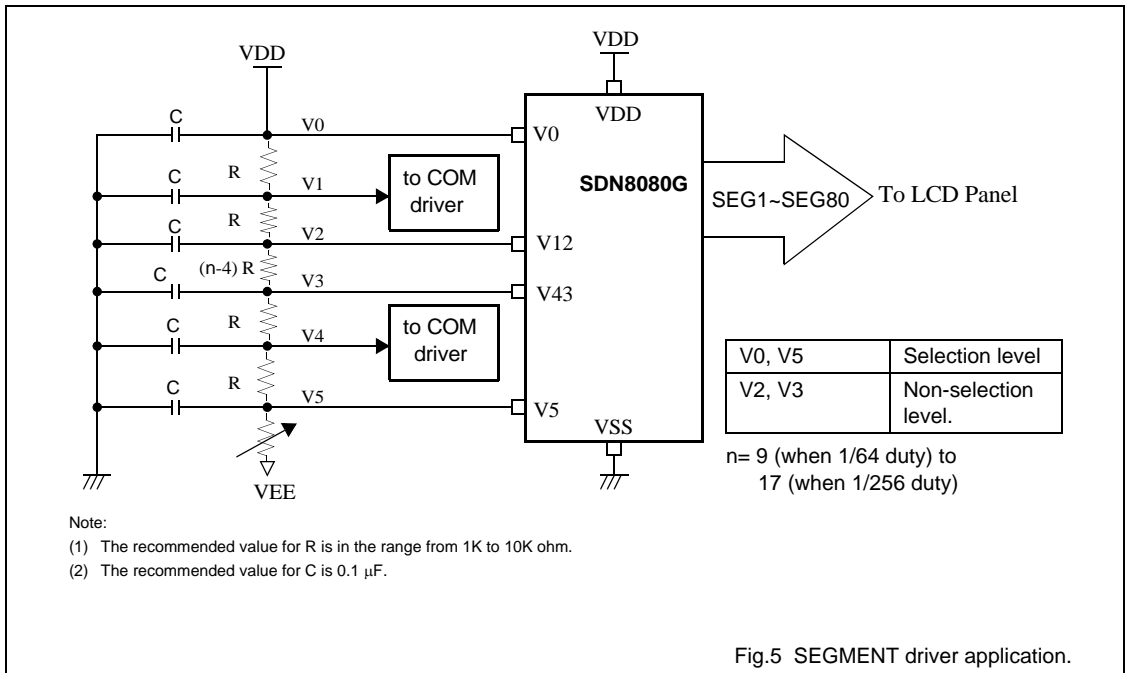 VDD
VDD
C
V0
V0
VDD
R
C
V1
to COM
driver
SDN8080G
SEG1~SEG80
To LCD Panel
R
C
V2
V12
(n-4) R
C
V3
V43
R
C
V4
to COM
driver
R
C
V5
V5
VSS
VEE
V0, V5 Selection level
V2, V3 Non-selection
level.
n= 9 (when 1/64 duty) to
17 (when 1/256 duty)
Note:
(1) The recommended value for R is in the range from 1K to 10K ohm.
(2) The recommended value for C is 0.1 μF.
Fig.5 SEGMENT driver application.